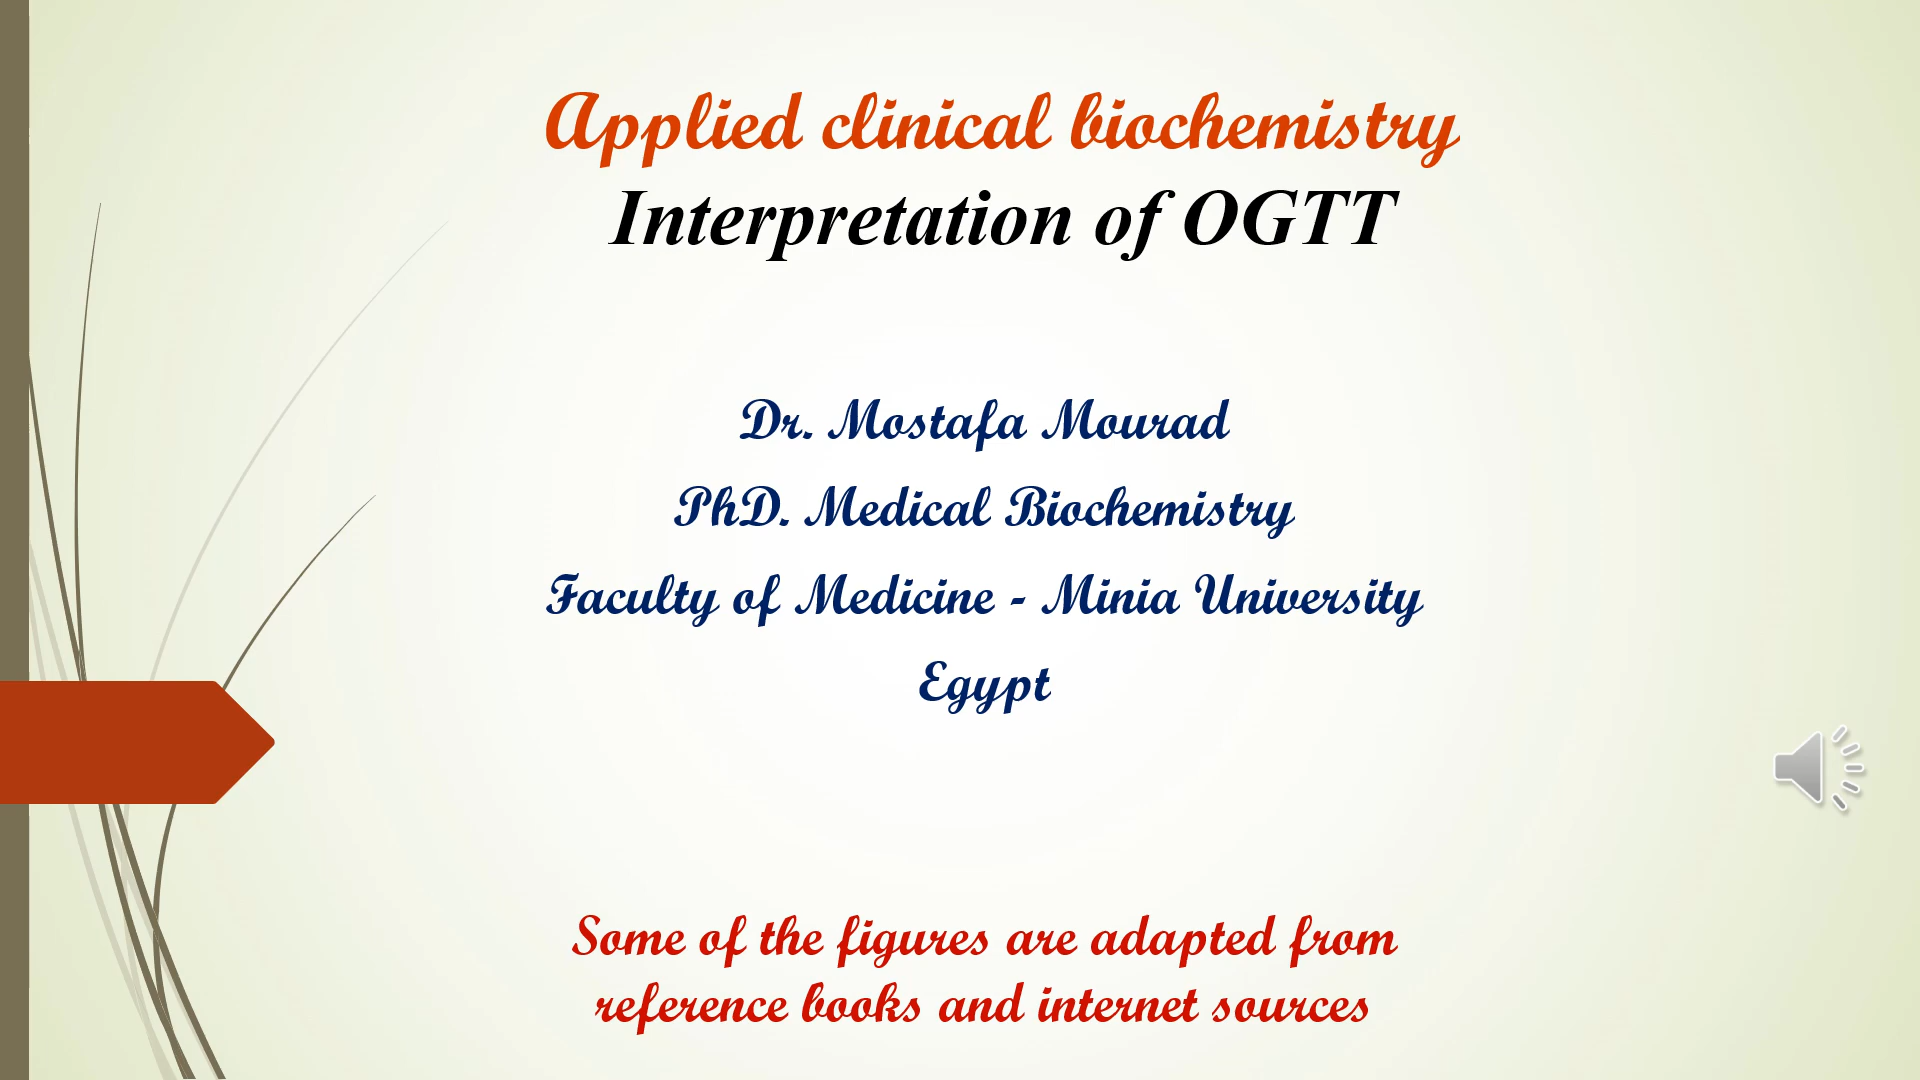 Applied clinical biochemistry
Interpretation of OGTT
Dr. Mostafa Mourad
PhD. Medical Biochemistry
Faculty of Medicine - Minia University
Egypt
Some of the figures are adapted from
reference books and internet sources